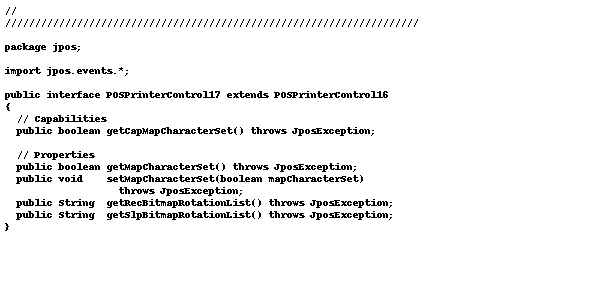 //
//////////////////////////////////////////////////////////////////////

package jpos;

import jpos.events.*;

public interface POSPrinterControl17 extends POSPrinterControl16
{
  // Capabilities
  public boolean getCapMapCharacterSet() throws JposException;

  // Properties
  public boolean getMapCharacterSet() throws JposException;
  public void    setMapCharacterSet(boolean mapCharacterSet)
                   throws JposException;
  public String  getRecBitmapRotationList() throws JposException;
  public String  getSlpBitmapRotationList() throws JposException;
}